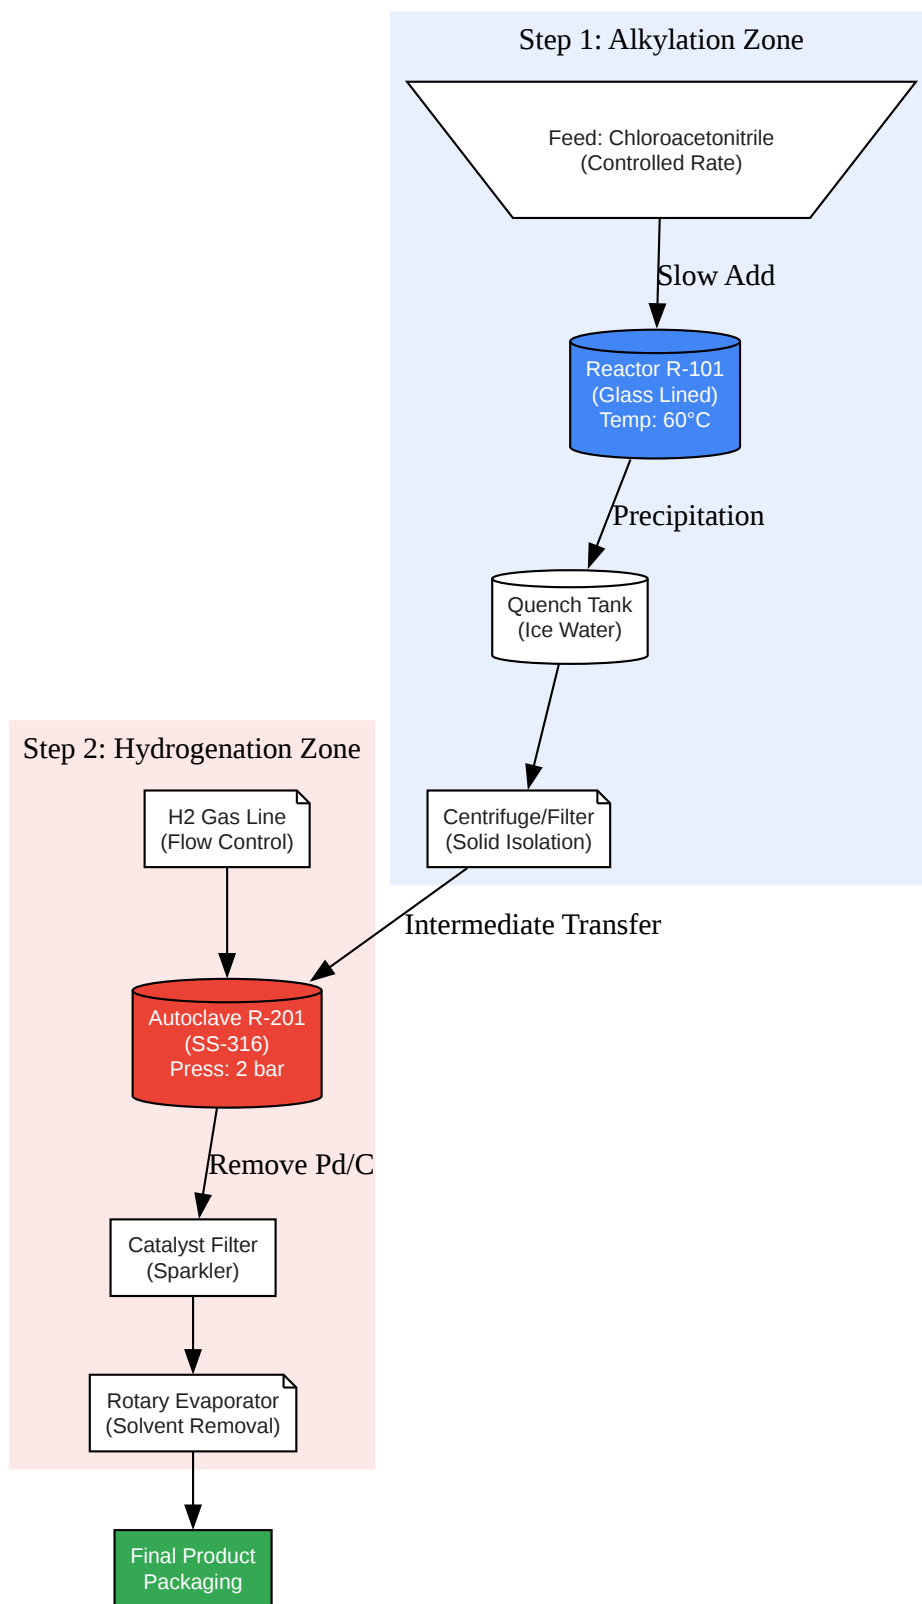 Step 1: Alkylation Zone
Feed: Chloroacetonitrile
(Controlled Rate)
Slow Add
Reactor R-101
(Glass Lined)
Temp: 60°C
Precipitation
Quench Tank
(Ice Water)
Step 2: Hydrogenation Zone
H2 Gas Line
(Flow Control)
Centrifuge/Filter
(Solid Isolation)
Intermediate Transfer
Autoclave R-201
(SS-316)
Press: 2 bar
Remove Pd/C
Catalyst Filter
(Sparkler)
Rotary Evaporator
(Solvent Removal)
Final Product
Packaging